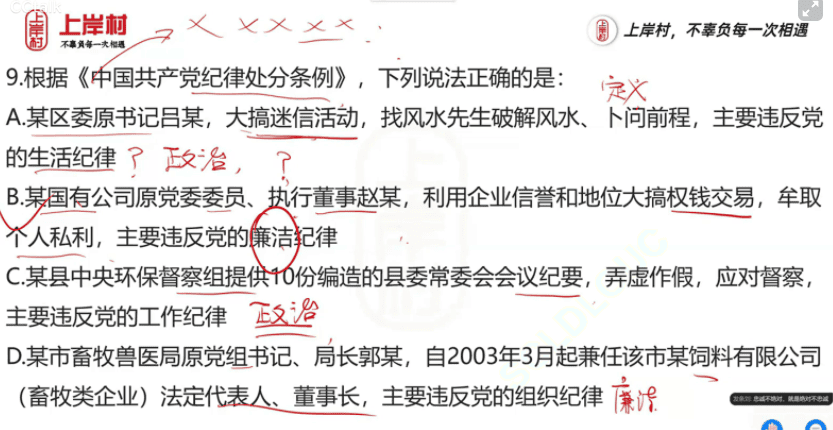 上岸村
不辜负每一次相遇
上岸村，不辜负每一次相遇
9.根据《中国共产党纪律处分条例》，下列说法正确的是：
定义
A.某区委原书记吕某，大搞迷信活动，找风水先生破解风水、卜问前程，主要违反党
的生活纪律 ？ 政治， ？
B.某国有公司原党委委员、执行董事赵某，利用企业信誉和地位大搞权钱交易，牟取
个人私利，主要违反党的廉洁纪律
C.某县中央环保督察组提供10份编造的县委常委会会议纪要，弄虚作假，应对督察，
主要违反党的工作纪律 政治
D.某市畜牧兽医局原党组书记、局长郭某，自2003年3月起兼任该市某饲料有限公司
（畜牧类企业）法定代表人、董事长，主要违反党的组织纪律 廉洁